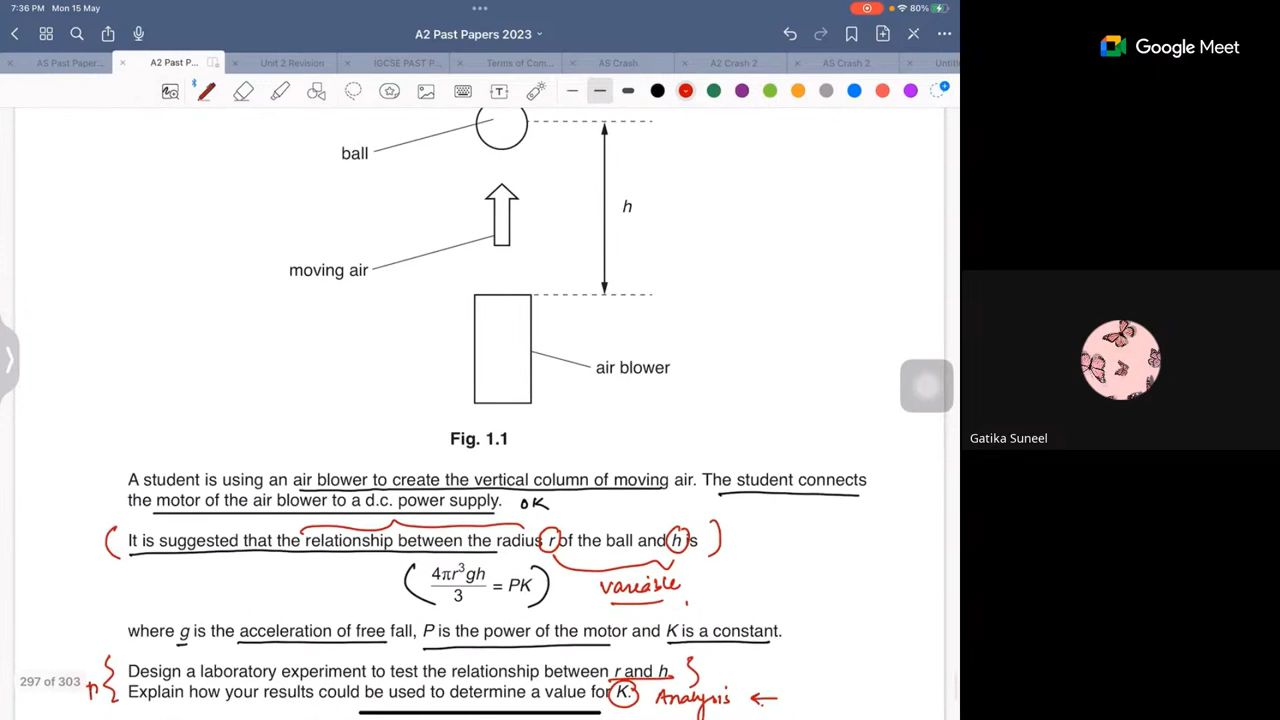 7:36 PM Mon 15 May
80%
A2 Past Papers 2023
AS Past Paper...
A2 Past P...
Unit 2 Revision
IGCSE PAST P...
Terms of Com...
AS Crash
A2 Crash 2
AS Crash 2
Untitl
Google Meet
ball
h
moving air
air blower
Fig. 1.1
A student is using an air blower to create the vertical column of moving air. The student connects
the motor of the air blower to a d.c. power supply. OK
It is suggested that the relationship between the radius r of the ball and h is
4πr³gh / 3 = PK
variable
where g is the acceleration of free fall, P is the power of the motor and K is a constant.
Design a laboratory experiment to test the relationship between r and h.
Explain how your results could be used to determine a value for K. Analysis ←
297 of 303
Gatika Suneel